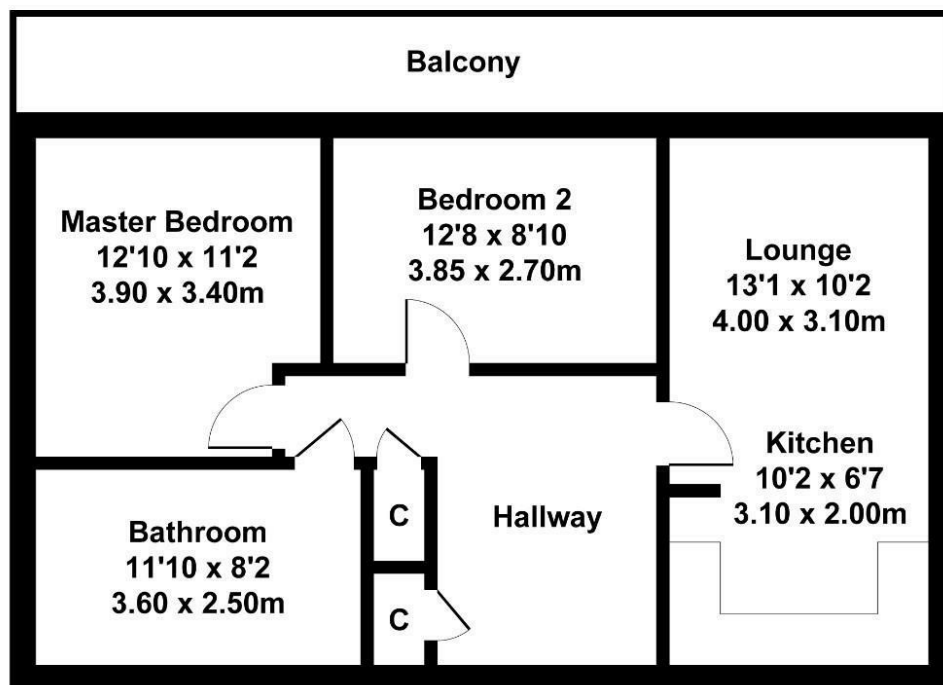 Balcony
Master Bedroom
12'10 x 11'2
3.90 x 3.40m
Bedroom 2
12'8 x 8'10
3.85 x 2.70m
Lounge
13'1 x 10'2
4.00 x 3.10m
Kitchen
10'2 x 6'7
3.10 x 2.00m
Bathroom
11'10 x 8'2
3.60 x 2.50m
C
Hallway
C